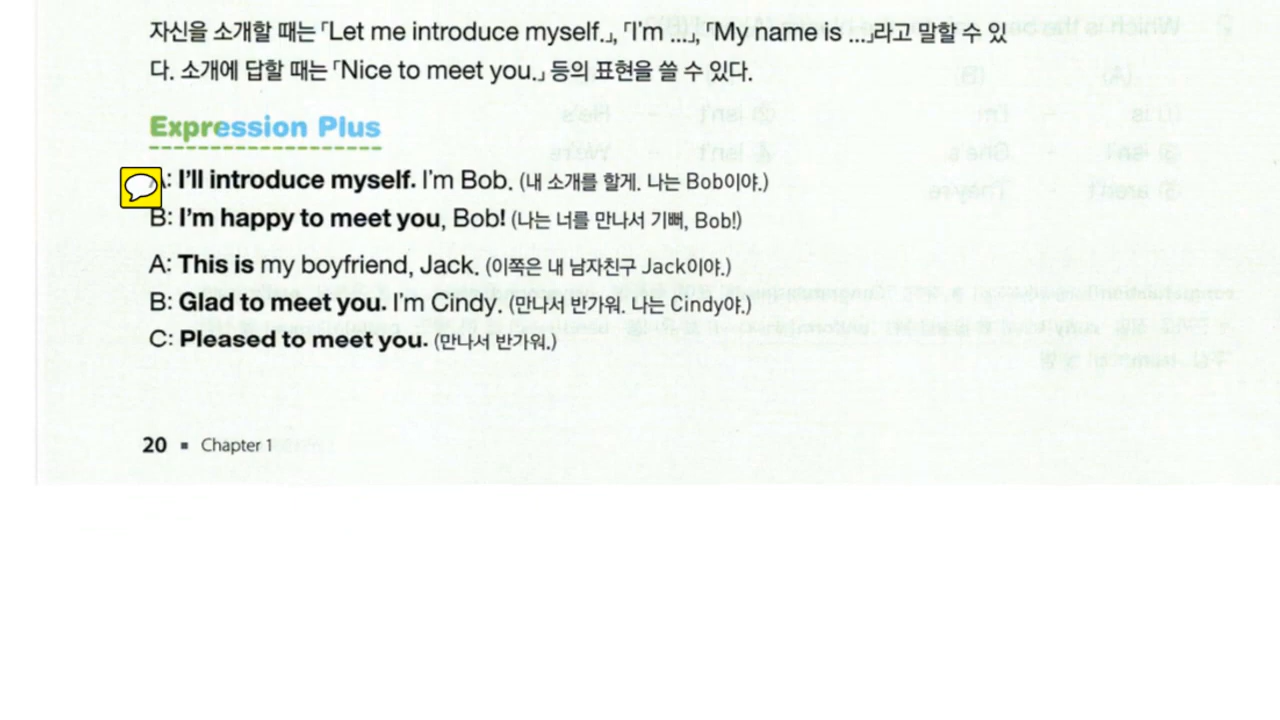 자신을 소개할 때는 「Let me introduce myself.」, 「I'm ....」, 「My name is ...」라고 말할 수 있
다. 소개에 답할 때는 「Nice to meet you.」 등의 표현을 쓸 수 있다.
Expression Plus
A: I'll introduce myself. I'm Bob. (내 소개를 할게. 나는 Bob이야.)
B: I'm happy to meet you, Bob! (나는 너를 만나서 기뻐, Bob!)
A: This is my boyfriend, Jack. (이쪽은 내 남자친구 Jack이야.)
B: Glad to meet you. I'm Cindy. (만나서 반가워. 나는 Cindy야.)
C: Pleased to meet you. (만나서 반가워.)
20 ▪ Chapter 1